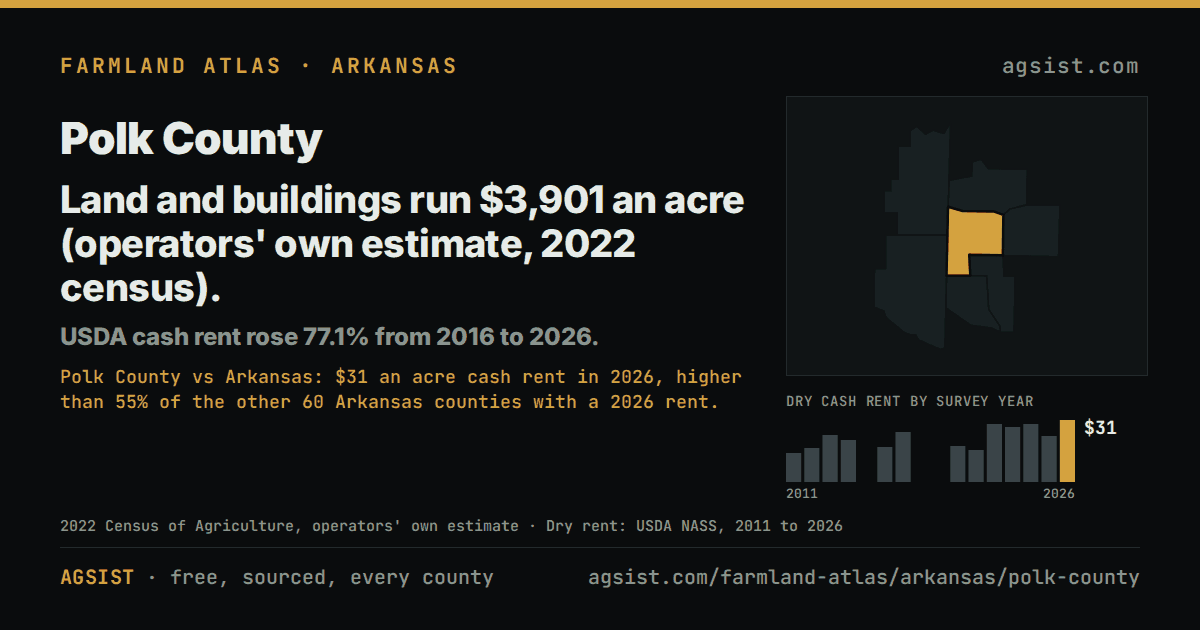 FARMLAND ATLAS · ARKANSAS
agsist.com
Polk County
Land and buildings run $3,901 an acre
(operators' own estimate, 2022
census).
USDA cash rent rose 77.1% from 2016 to 2026.
Polk County vs Arkansas: $31 an acre cash rent in 2026, higher
than 55% of the other 60 Arkansas counties with a 2026 rent.
DRY CASH RENT BY SURVEY YEAR
$31
2011
2026
2022 Census of Agriculture, operators' own estimate · Dry rent: USDA NASS, 2011 to 2026
AGSIST · free, sourced, every county
agsist.com/farmland-atlas/arkansas/polk-county